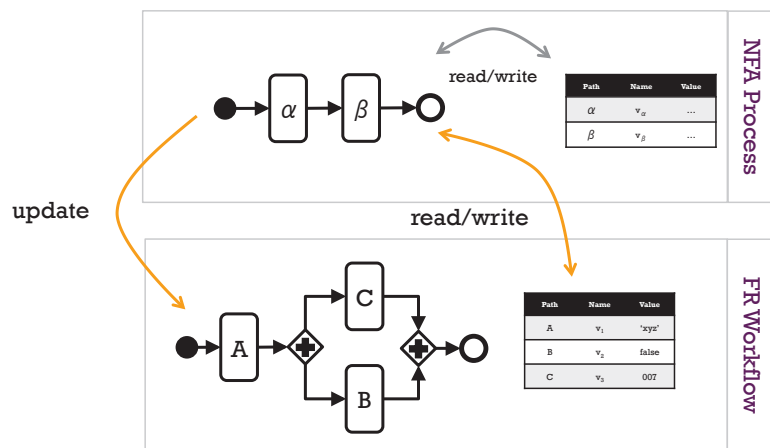 NFA Process
read/write
α
β
Path Name Value
α vα ...
β vβ ...
update
read/write
FR Workflow
A
C
B
Path Name Value
A v1 'xyz'
B v2 false
C v3 007